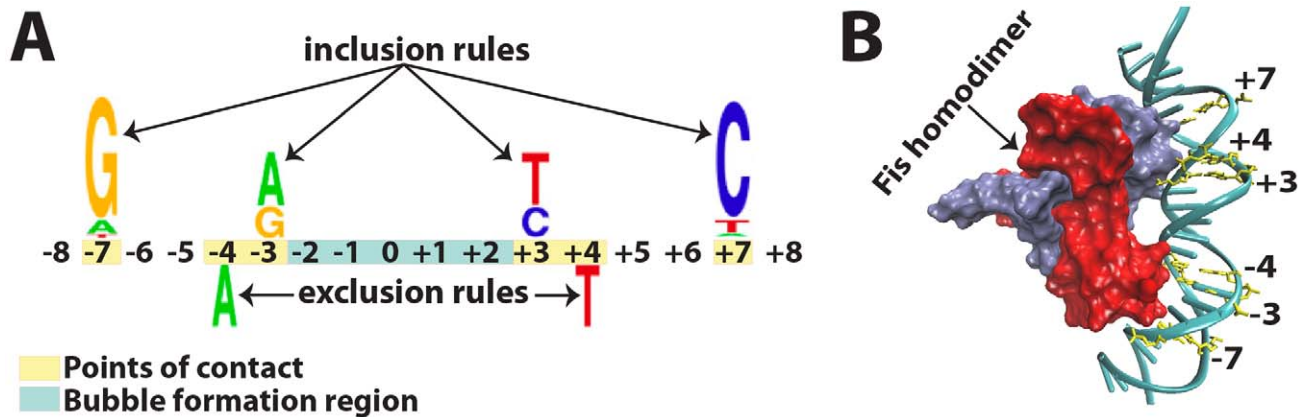 A
inclusion rules
G A T C
A G C T
-8 -7 -6 -5 -4 -3 -2 -1 0 +1 +2 +3 +4 +5 +6 +7 +8
A exclusion rules T
Points of contact
Bubble formation region
B
Fis homodimer
+7
+4
+3
-4
-3
-7